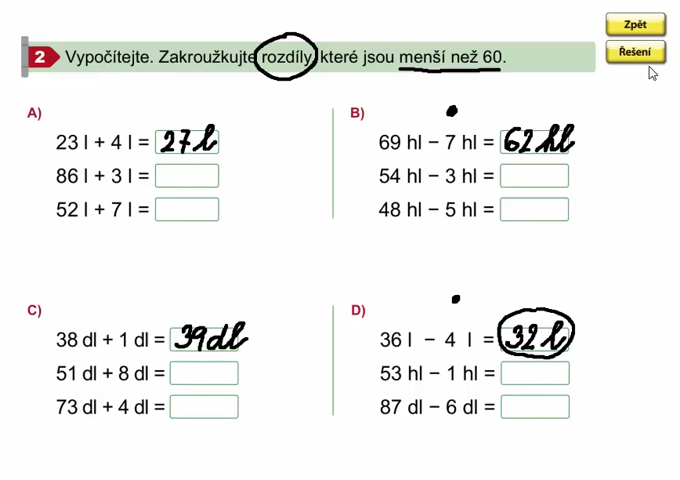 Zpět
Řešení
2 Vypočítejte. Zakroužkujte rozdíly, které jsou menší než 60.
A)
23 l + 4 l = 27 l
86 l + 3 l =
52 l + 7 l =
B)
69 hl − 7 hl = 62 hl
54 hl − 3 hl =
48 hl − 5 hl =
C)
38 dl + 1 dl = 39 dl
51 dl + 8 dl =
73 dl + 4 dl =
D)
36 l − 4 l = 32 l
53 hl − 1 hl =
87 dl − 6 dl =